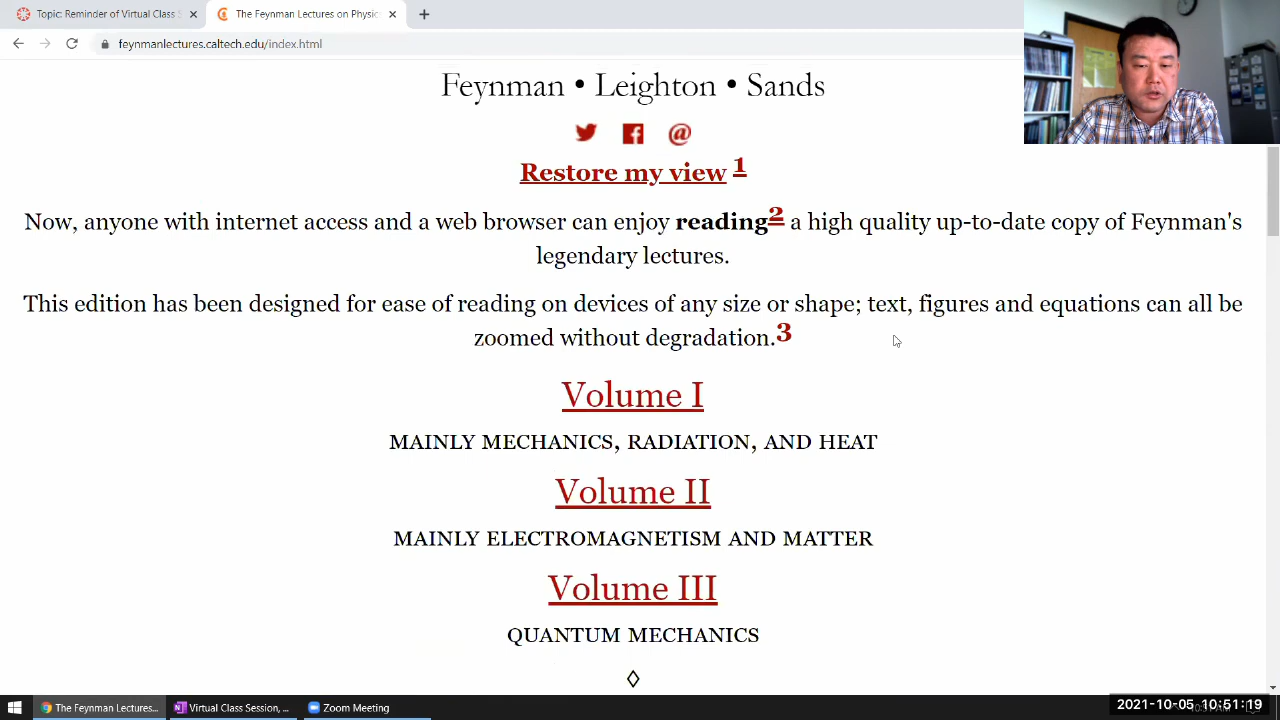 Topic: Reminder of Virtual Class S
The Feynman Lectures on Physic
feynmanlectures.caltech.edu/index.html
Feynman • Leighton • Sands
Restore my view 1
Now, anyone with internet access and a web browser can enjoy reading2 a high quality up-to-date copy of Feynman's
legendary lectures.
This edition has been designed for ease of reading on devices of any size or shape; text, figures and equations can all be
zoomed without degradation.3
Volume I
MAINLY MECHANICS, RADIATION, AND HEAT
Volume II
MAINLY ELECTROMAGNETISM AND MATTER
Volume III
QUANTUM MECHANICS
The Feynman Lectures...
Virtual Class Session, ...
Zoom Meeting
2021-10-05 10:51:19